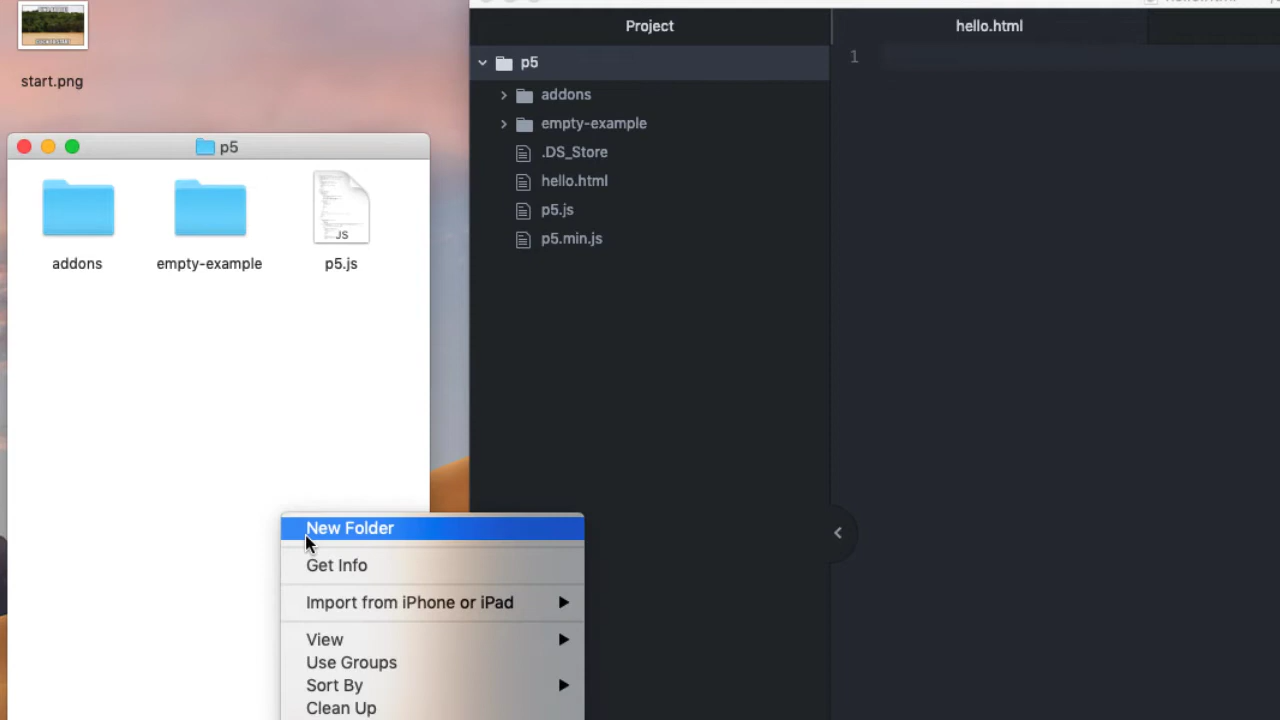 start.png
p5
addons
empty-example
JS
p5.js
New Folder
Get Info
Import from iPhone or iPad
View
Use Groups
Sort By
Clean Up
Project
p5
addons
empty-example
.DS_Store
hello.html
p5.js
p5.min.js
hello.html
1